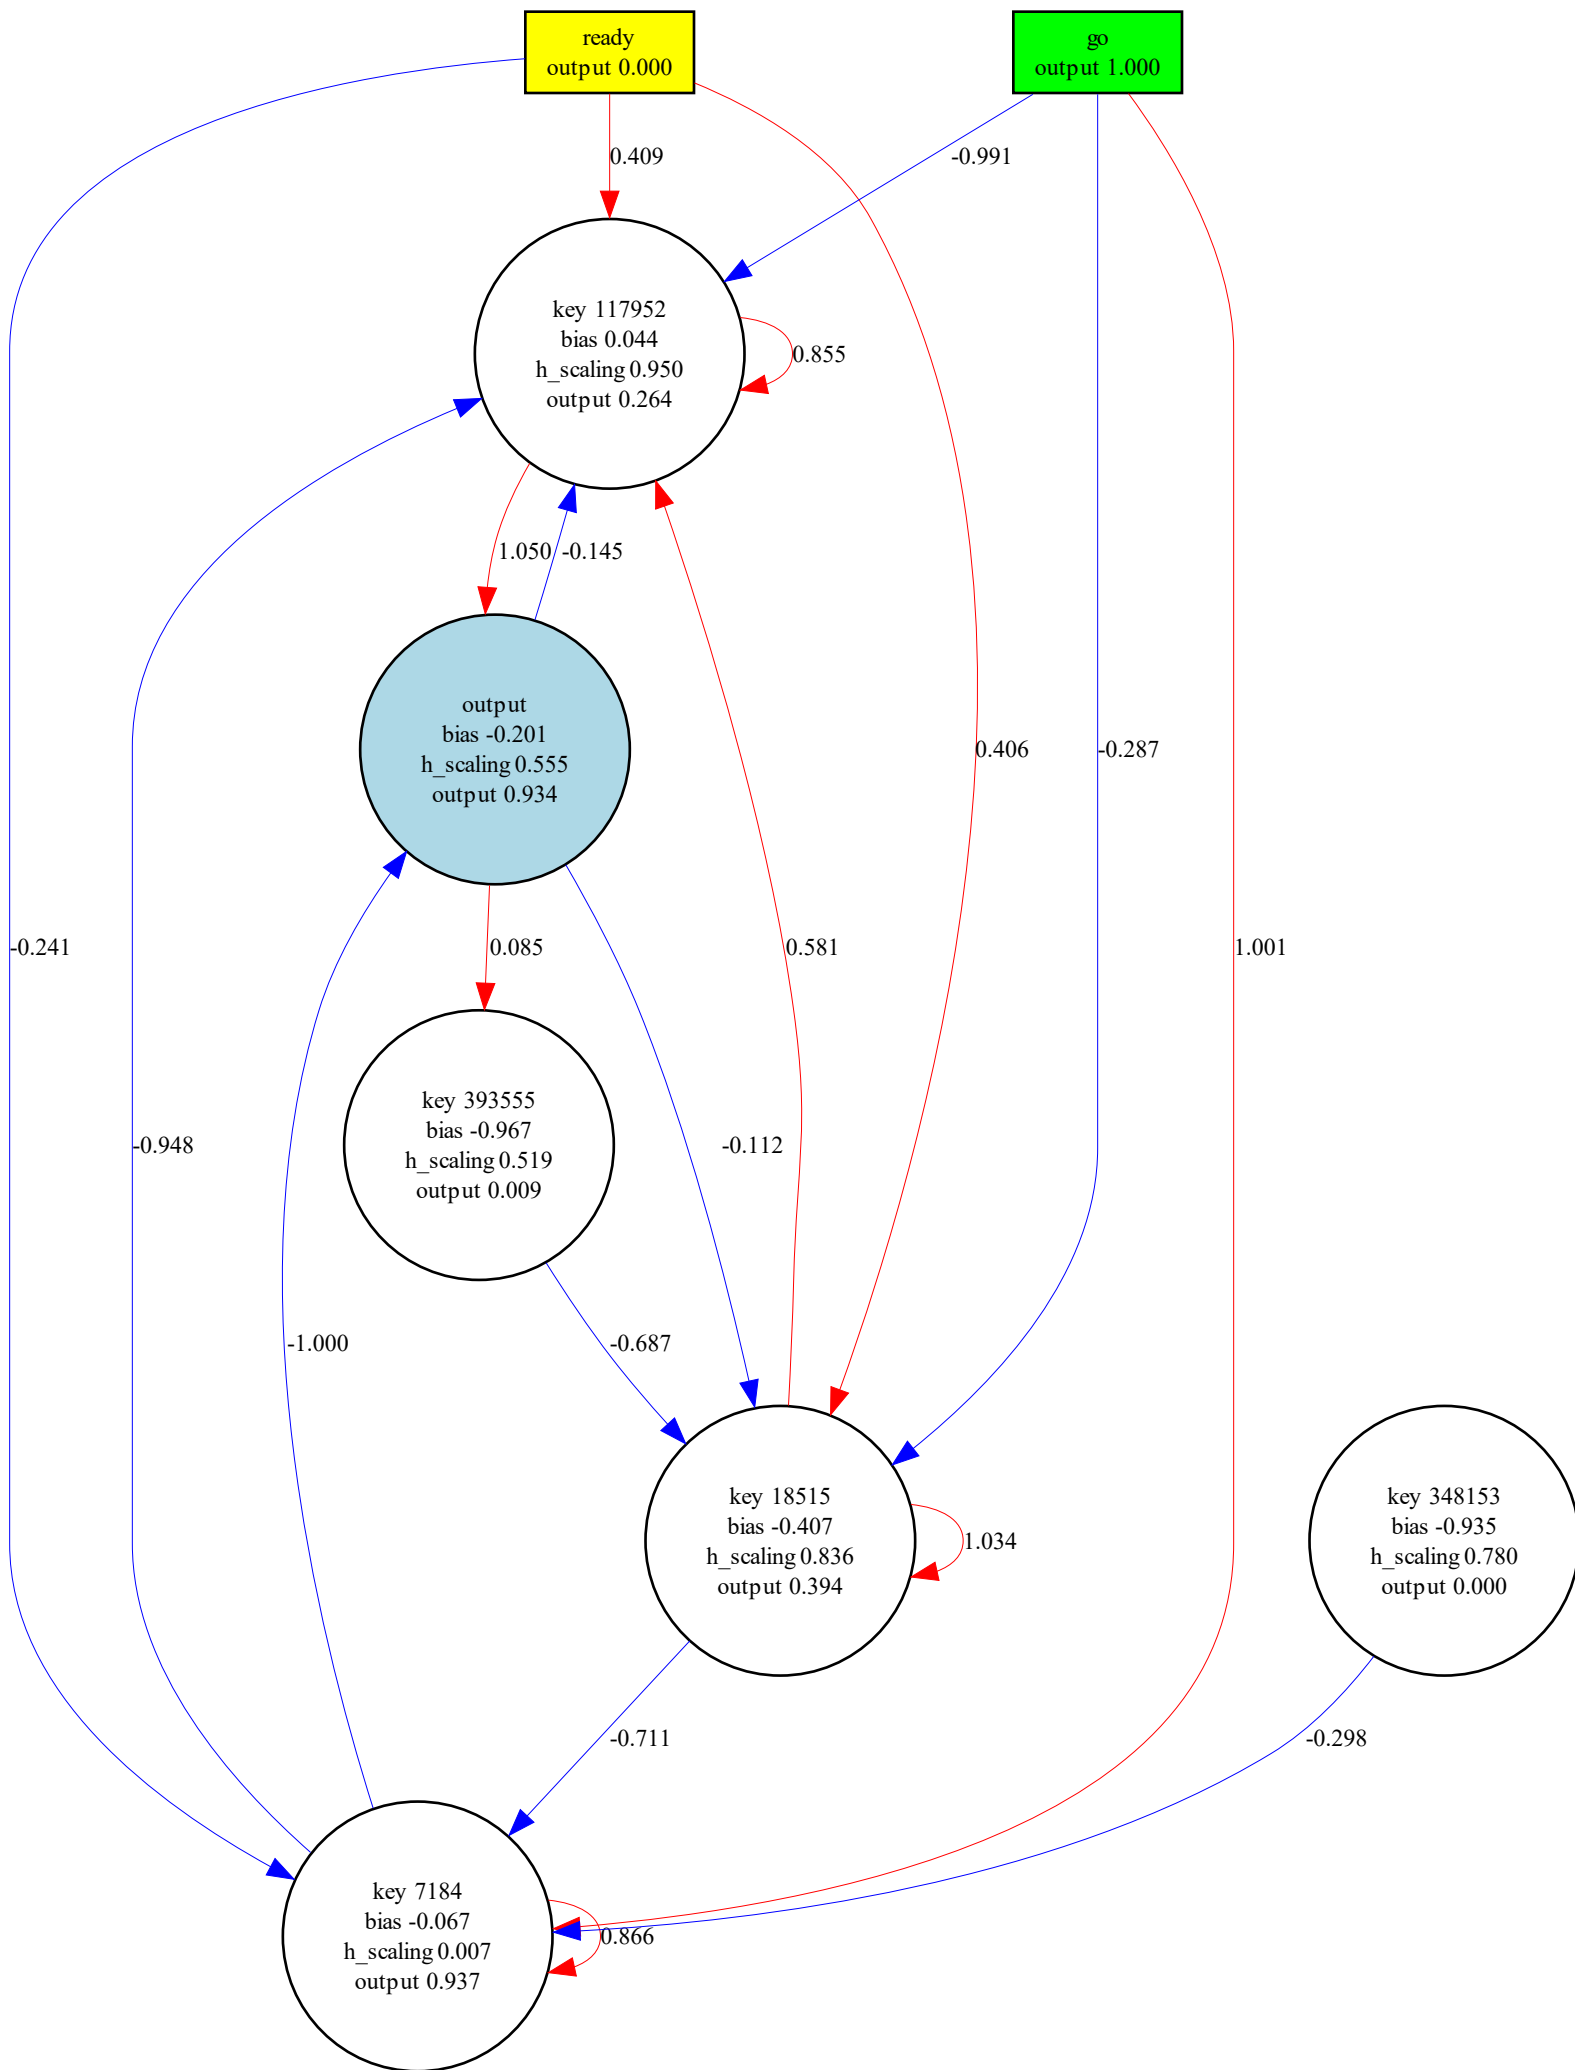 ready
output 0.000
go
output 1.000
0.409
-0.991
key 117952
bias 0.044
h_scaling 0.950
output 0.264
0.855
1.050
-0.145
output
bias -0.201
h_scaling 0.555
output 0.934
0.406
-0.287
-0.241
0.085
0.581
1.001
key 393555
bias -0.967
h_scaling 0.519
output 0.009
-0.948
-0.112
-1.000
-0.687
key 18515
bias -0.407
h_scaling 0.836
output 0.394
1.034
key 348153
bias -0.935
h_scaling 0.780
output 0.000
-0.711
-0.298
key 7184
bias -0.067
h_scaling 0.007
output 0.937
0.866